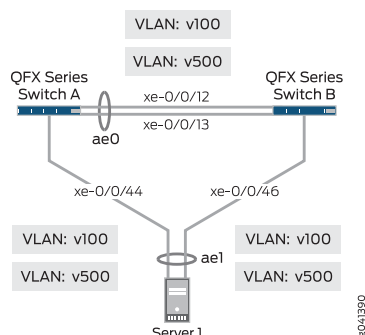 VLAN: v100
VLAN: v500
QFX Series
Switch A
QFX Series
Switch B
xe-0/0/12
xe-0/0/13
ae0
xe-0/0/44
xe-0/0/46
VLAN: v100
VLAN: v500
ae1
VLAN: v100
VLAN: v500
Server 1